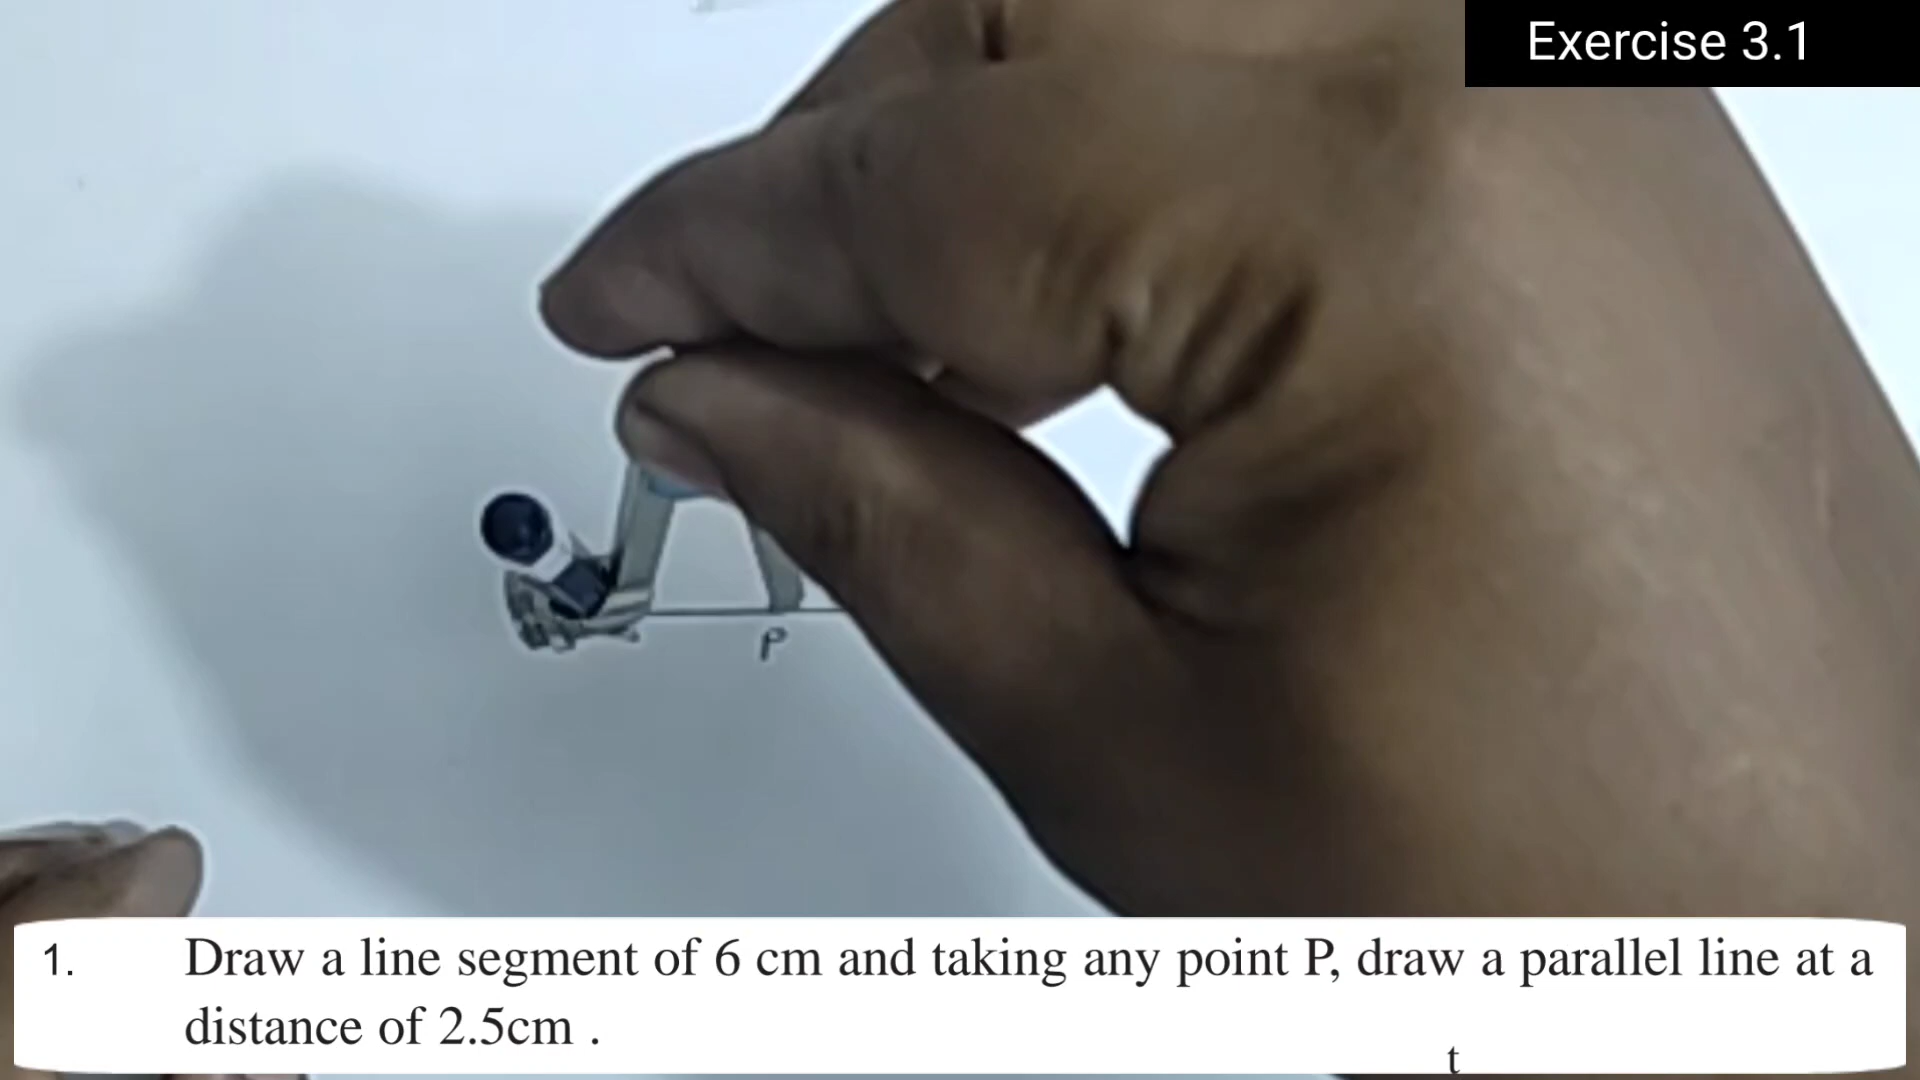 Exercise 3.1
P
1. Draw a line segment of 6 cm and taking any point P, draw a parallel line at a
distance of 2.5cm .
t